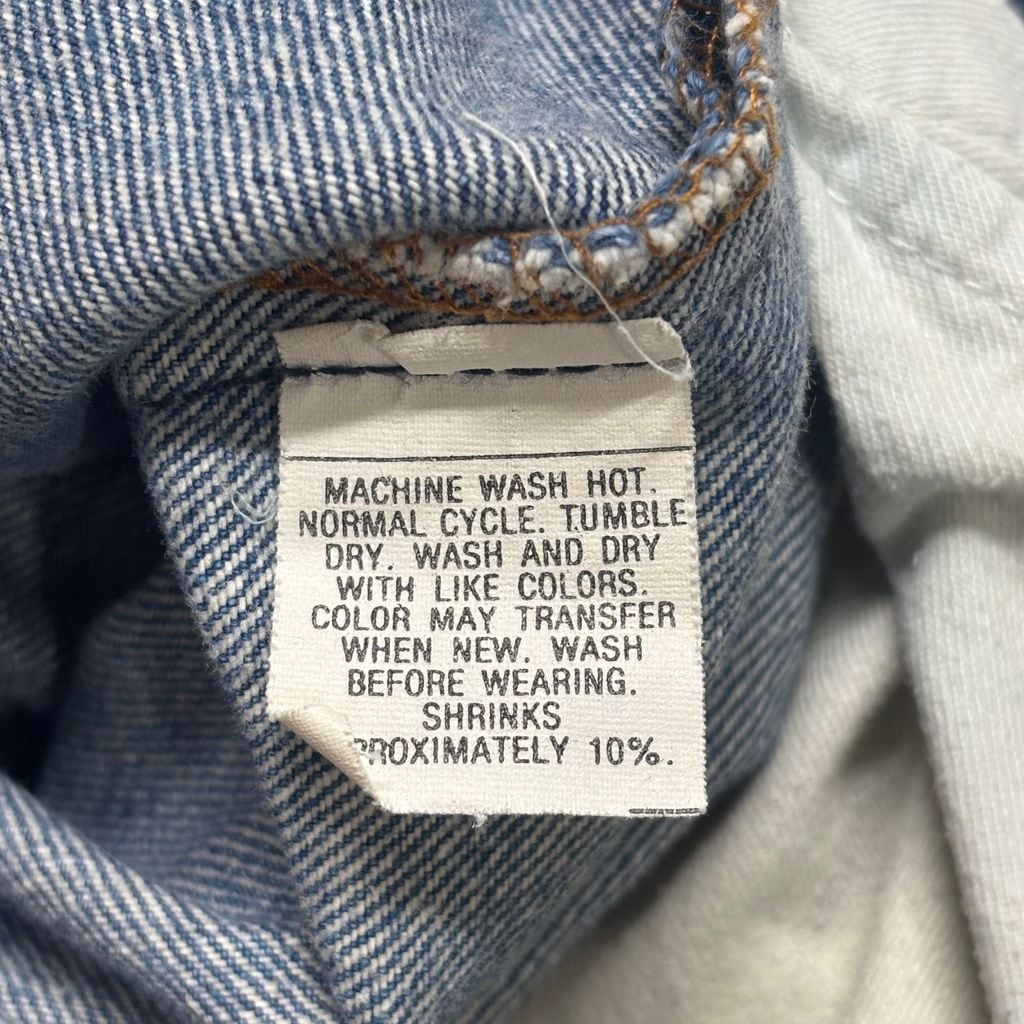 MACHINE WASH HOT.
NORMAL CYCLE. TUMBLE
DRY. WASH AND DRY
WITH LIKE COLORS.
COLOR MAY TRANSFER
WHEN NEW. WASH
BEFORE WEARING.
SHRINKS
PROXIMATELY 10%.